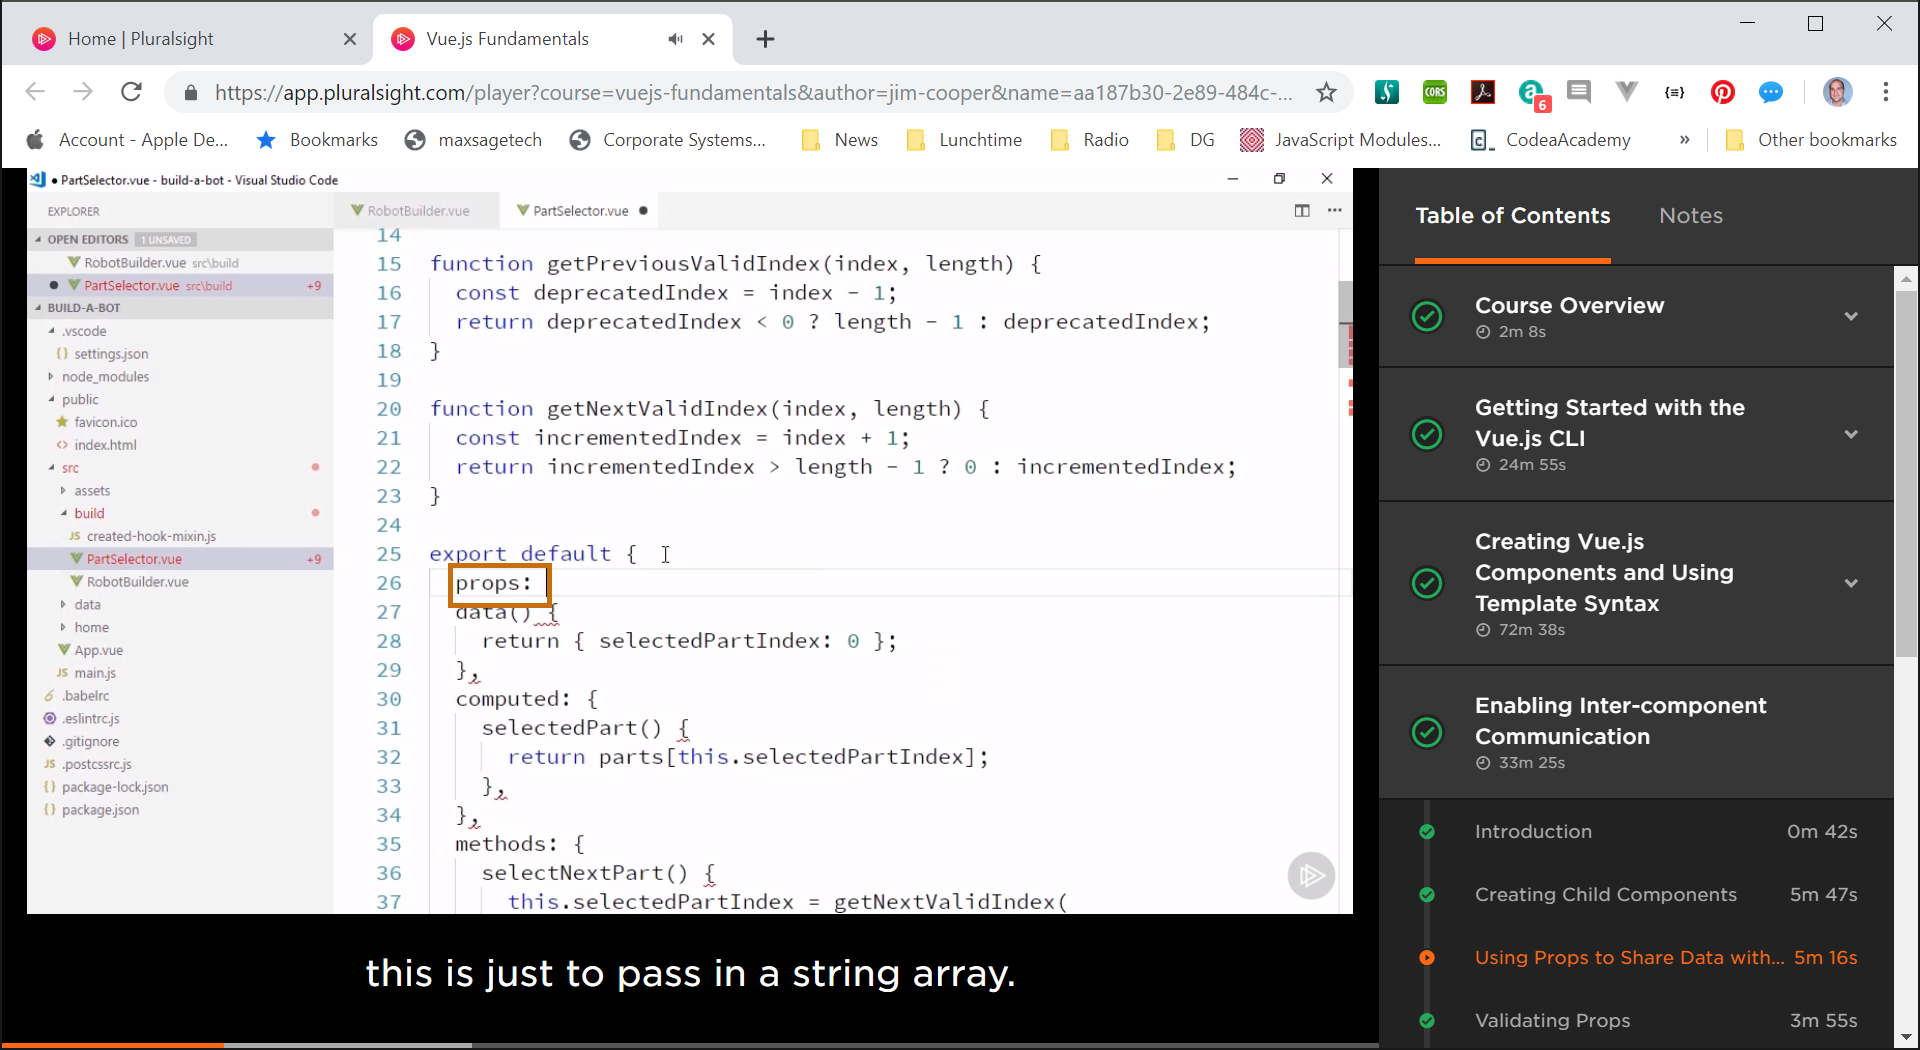 Home | Pluralsight
Vue.js Fundamentals
https://app.pluralsight.com/player?course=vuejs-fundamentals&author=jim-cooper&name=aa187b30-2e89-484c-...
CORS
6
{≡}
Account - Apple De...
Bookmarks
maxsagetech
Corporate Systems...
News
Lunchtime
Radio
DG
JavaScript Modules...
CodeaAcademy
»
Other bookmarks
● PartSelector.vue - build-a-bot - Visual Studio Code
EXPLORER
OPEN EDITORS 1 UNSAVED
RobotBuilder.vue src\build
PartSelector.vue src\build +9
BUILD-A-BOT
.vscode
{} settings.json
node_modules
public
favicon.ico
<> index.html
src
assets
build
JS created-hook-mixin.js
PartSelector.vue +9
RobotBuilder.vue
data
home
App.vue
JS main.js
.babelrc
.eslintrc.js
.gitignore
JS .postcssrc.js
{} package-lock.json
{} package.json
RobotBuilder.vue
PartSelector.vue ●
14
15 function getPreviousValidIndex(index, length) {
16 const deprecatedIndex = index - 1;
17 return deprecatedIndex < 0 ? length - 1 : deprecatedIndex;
18 }
19
20 function getNextValidIndex(index, length) {
21 const incrementedIndex = index + 1;
22 return incrementedIndex > length - 1 ? 0 : incrementedIndex;
23 }
24
25 export default {
26 props:
27 data() {
28 return { selectedPartIndex: 0 };
29 },
30 computed: {
31 selectedPart() {
32 return parts[this.selectedPartIndex];
33 },
34 },
35 methods: {
36 selectNextPart() {
37 this.selectedPartIndex = getNextValidIndex(
this is just to pass in a string array.
Table of Contents
Notes
Course Overview
2m 8s
Getting Started with the
Vue.js CLI
24m 55s
Creating Vue.js
Components and Using
Template Syntax
72m 38s
Enabling Inter-component
Communication
33m 25s
Introduction 0m 42s
Creating Child Components 5m 47s
Using Props to Share Data with... 5m 16s
Validating Props 3m 55s